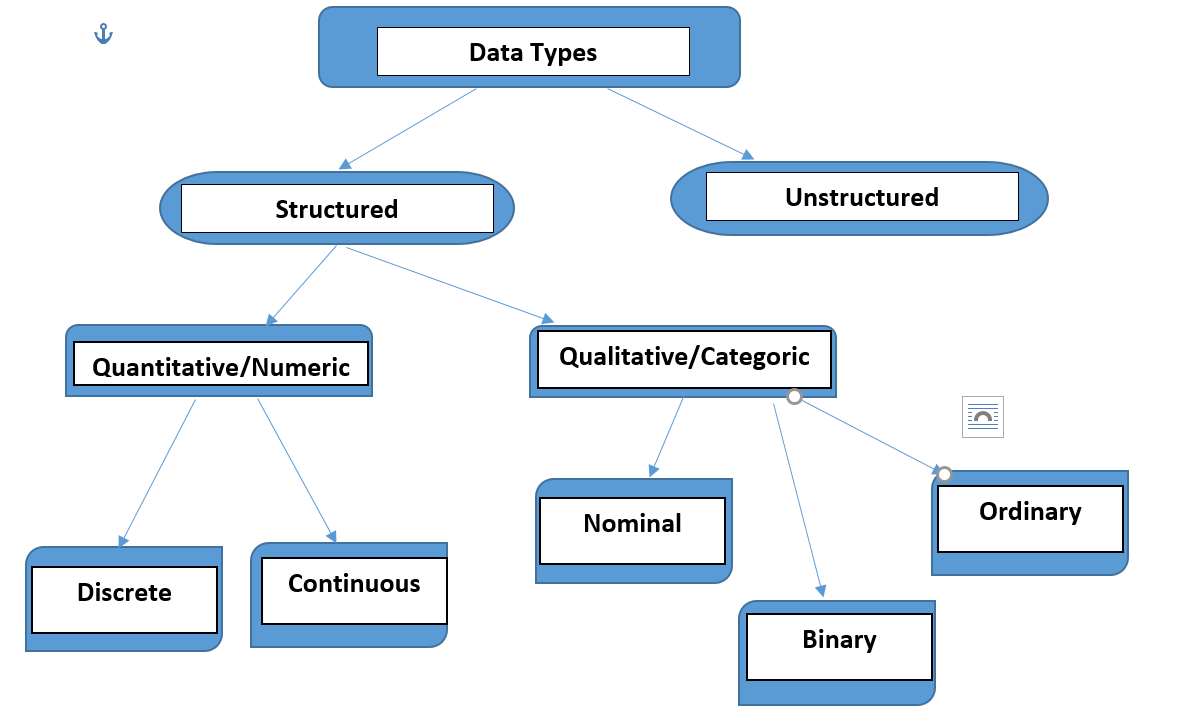 Data Types
Structured
Unstructured
Quantitative/Numeric
Qualitative/Categoric
Nominal
Ordinary
Discrete
Continuous
Binary